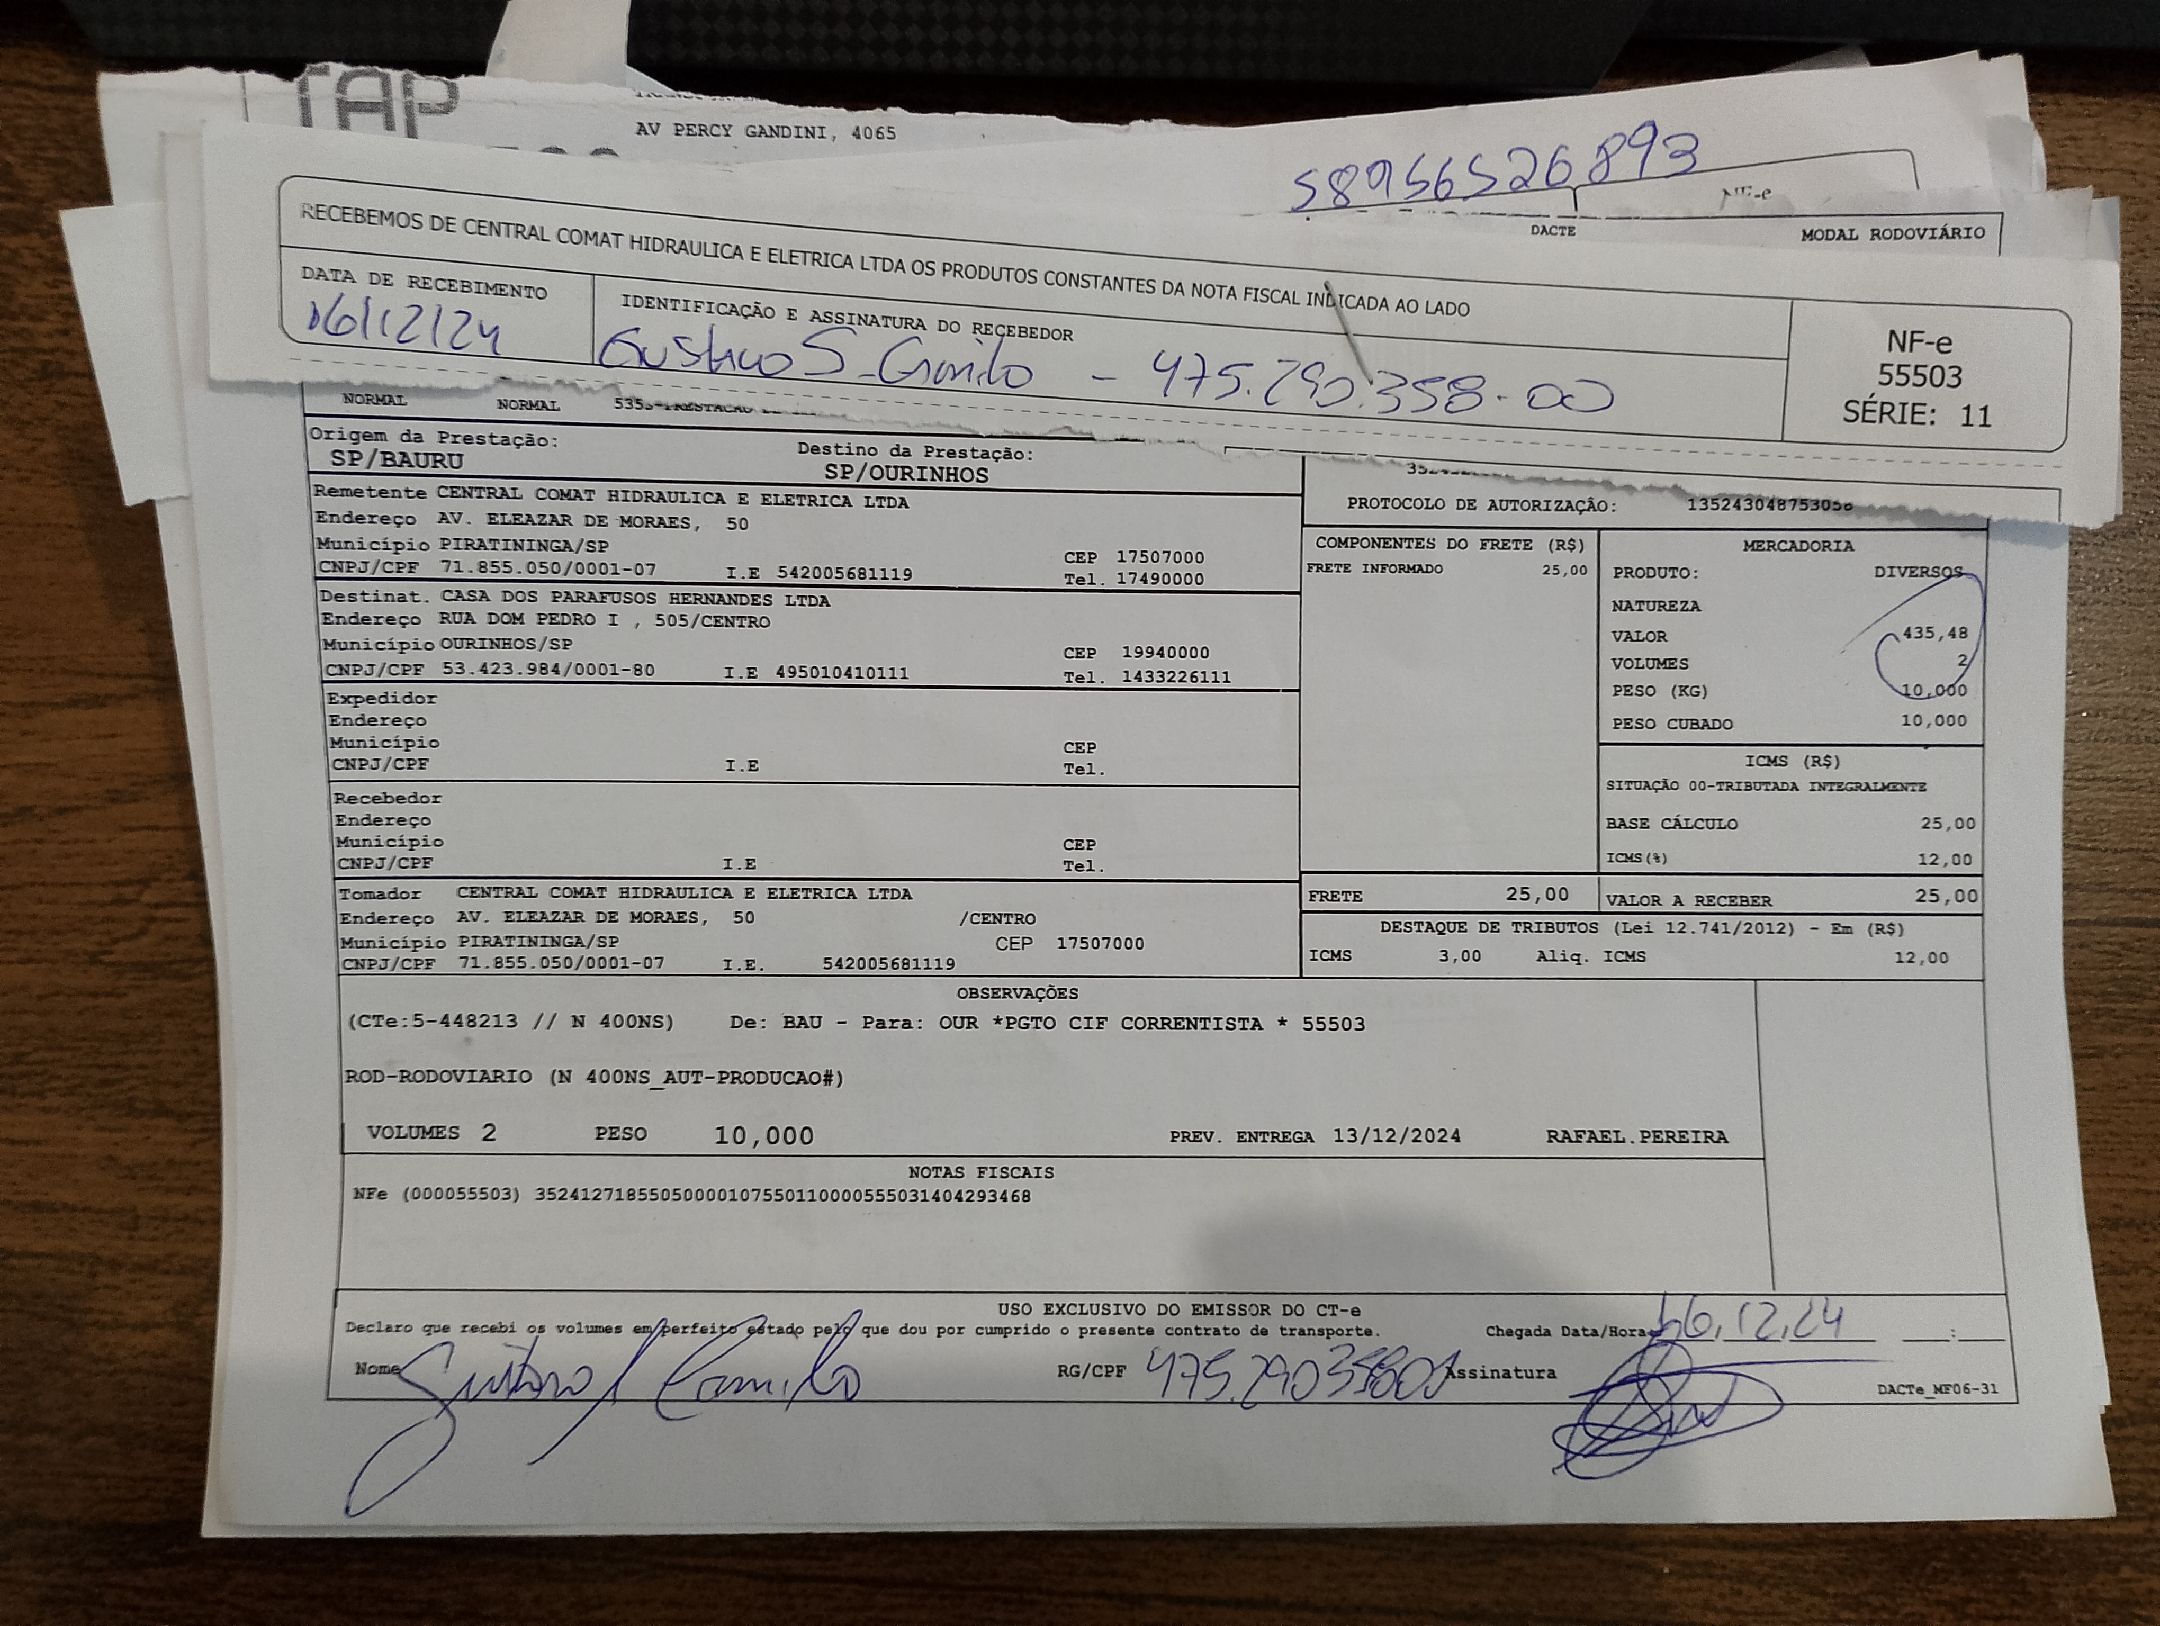 TAP
AV PERCY GANDINI, 4065
58956526893
NF-e
DACTE
MODAL RODOVIÁRIO
RECEBEMOS DE CENTRAL COMAT HIDRAULICA E ELETRICA LTDA OS PRODUTOS CONSTANTES DA NOTA FISCAL INDICADA AO LADO
DATA DE RECEBIMENTO
16/12/24
IDENTIFICAÇÃO E ASSINATURA DO RECEBEDOR
Gustavo S Camilo - 475.290.358-00
NF-e
55503
SÉRIE: 11
NORMAL NORMAL
Origem da Prestação: Destino da Prestação:
SP/BAURU SP/OURINHOS
Remetente CENTRAL COMAT HIDRAULICA E ELETRICA LTDA
Endereço AV. ELEAZAR DE MORAES, 50
Município PIRATININGA/SP CEP 17507000
CNPJ/CPF 71.855.050/0001-07 I.E 542005681119 Tel. 17490000
Destinat. CASA DOS PARAFUSOS HERNANDES LTDA
Endereço RUA DOM PEDRO I , 505/CENTRO
Município OURINHOS/SP CEP 19940000
CNPJ/CPF 53.423.984/0001-80 I.E 495010410111 Tel. 1433226111
Expedidor
Endereço
Município CEP
CNPJ/CPF I.E Tel.
Recebedor
Endereço
Município CEP
CNPJ/CPF I.E Tel.
Tomador CENTRAL COMAT HIDRAULICA E ELETRICA LTDA
Endereço AV. ELEAZAR DE MORAES, 50 /CENTRO
Município PIRATININGA/SP CEP 17507000
CNPJ/CPF 71.855.050/0001-07 I.E. 542005681119
PROTOCOLO DE AUTORIZAÇÃO: 135243048753056
COMPONENTES DO FRETE (R$)
FRETE INFORMADO 25,00
MERCADORIA
PRODUTO: DIVERSOS
NATUREZA
VALOR 435,48
VOLUMES 2
PESO (KG) 10,000
PESO CUBADO 10,000
ICMS (R$)
SITUAÇÃO 00-TRIBUTADA INTEGRALMENTE
BASE CÁLCULO 25,00
ICMS(%) 12,00
FRETE 25,00 VALOR A RECEBER 25,00
DESTAQUE DE TRIBUTOS (Lei 12.741/2012) - Em (R$)
ICMS 3,00 Aliq. ICMS 12,00
OBSERVAÇÕES
(CTe:5-448213 // N 400NS) De: BAU - Para: OUR *PGTO CIF CORRENTISTA * 55503
ROD-RODOVIARIO (N 400NS_AUT-PRODUCAO#)
VOLUMES 2 PESO 10,000 PREV. ENTREGA 13/12/2024 RAFAEL.PEREIRA
NOTAS FISCAIS
NFe (000055503) 35241271855050000107550110000555031404293468
USO EXCLUSIVO DO EMISSOR DO CT-e
Declaro que recebi os volumes em perfeito estado pelo que dou por cumprido o presente contrato de transporte. Chegada Data/Hora 16.12.24 :
Nome Gustavo S Camilo RG/CPF 475.29035800 Assinatura
DACTe_MF06-31